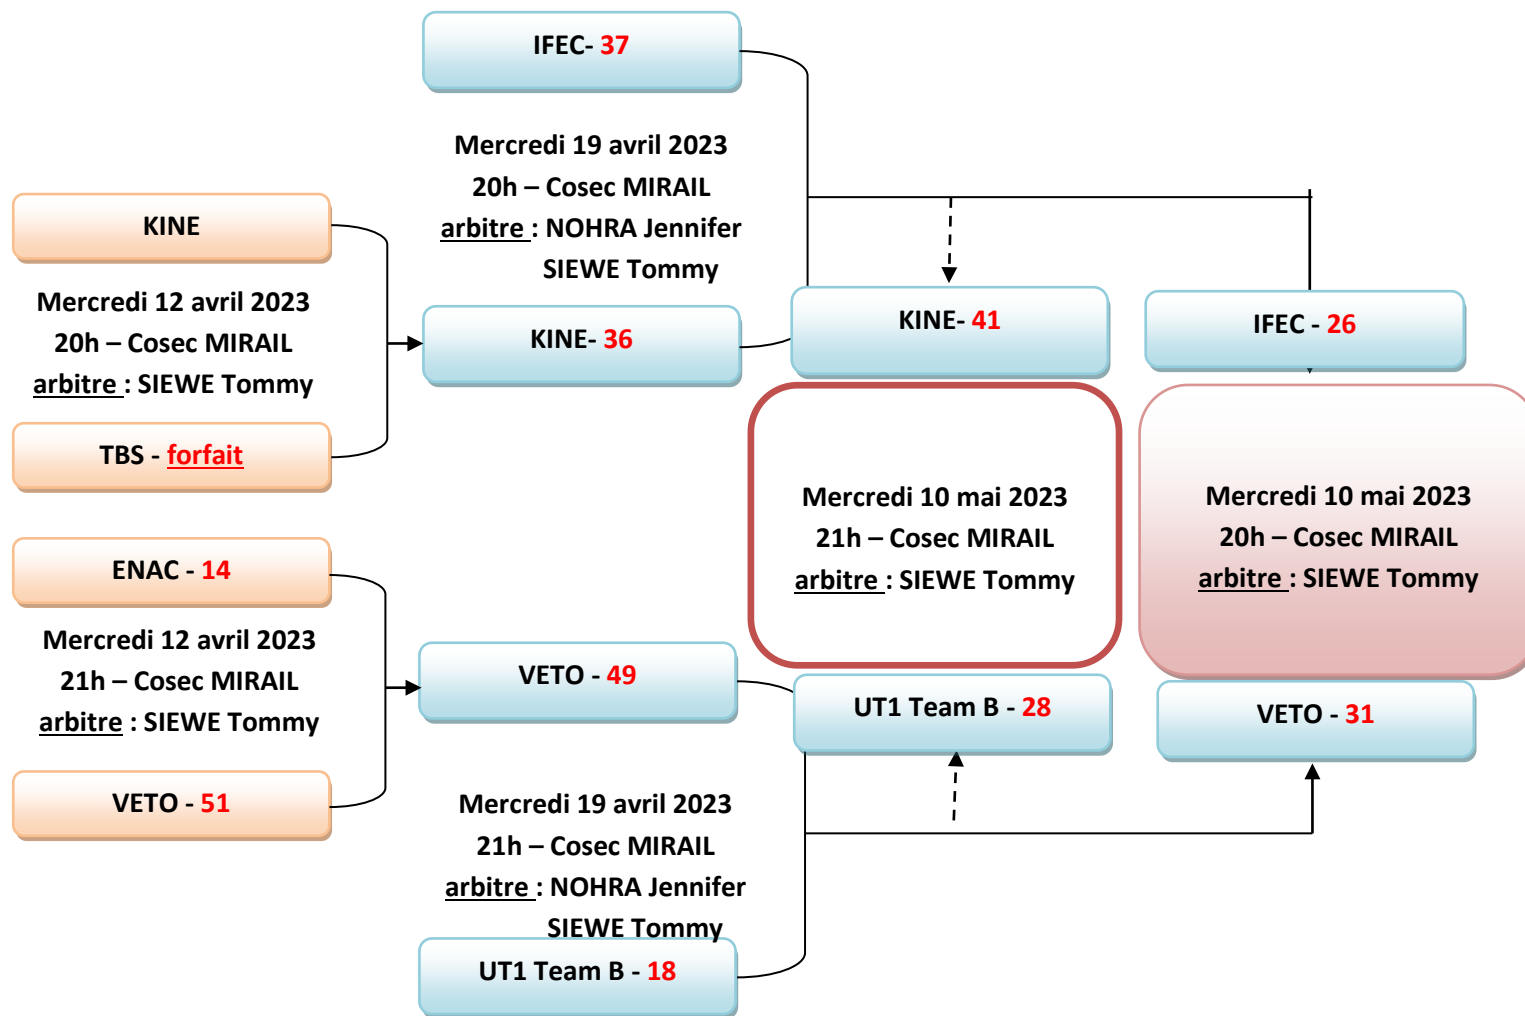 IFEC- 37
Mercredi 19 avril 2023
20h – Cosec MIRAIL
arbitre : NOHRA Jennifer
SIEWE Tommy
KINE
Mercredi 12 avril 2023
20h – Cosec MIRAIL
arbitre : SIEWE Tommy
TBS - forfait
KINE- 36
KINE- 41
IFEC - 26
Mercredi 10 mai 2023
21h – Cosec MIRAIL
arbitre : SIEWE Tommy
Mercredi 10 mai 2023
20h – Cosec MIRAIL
arbitre : SIEWE Tommy
ENAC - 14
Mercredi 12 avril 2023
21h – Cosec MIRAIL
arbitre : SIEWE Tommy
VETO - 51
VETO - 49
UT1 Team B - 28
VETO - 31
Mercredi 19 avril 2023
21h – Cosec MIRAIL
arbitre : NOHRA Jennifer
SIEWE Tommy
UT1 Team B - 18